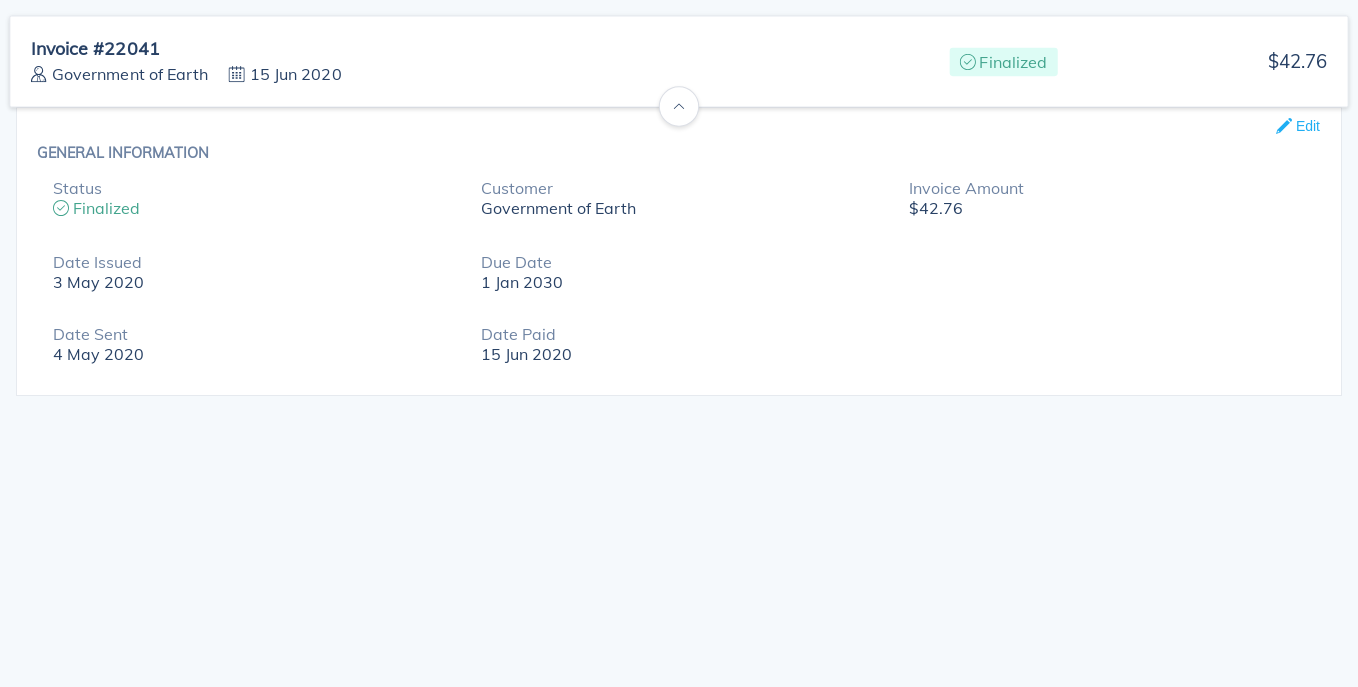 Invoice #22041
Government of Earth 15 Jun 2020
Finalized
$42.76
Edit
GENERAL INFORMATION
Status Customer Invoice Amount
Finalized Government of Earth $42.76
Date Issued Due Date
3 May 2020 1 Jan 2030
Date Sent Date Paid
4 May 2020 15 Jun 2020